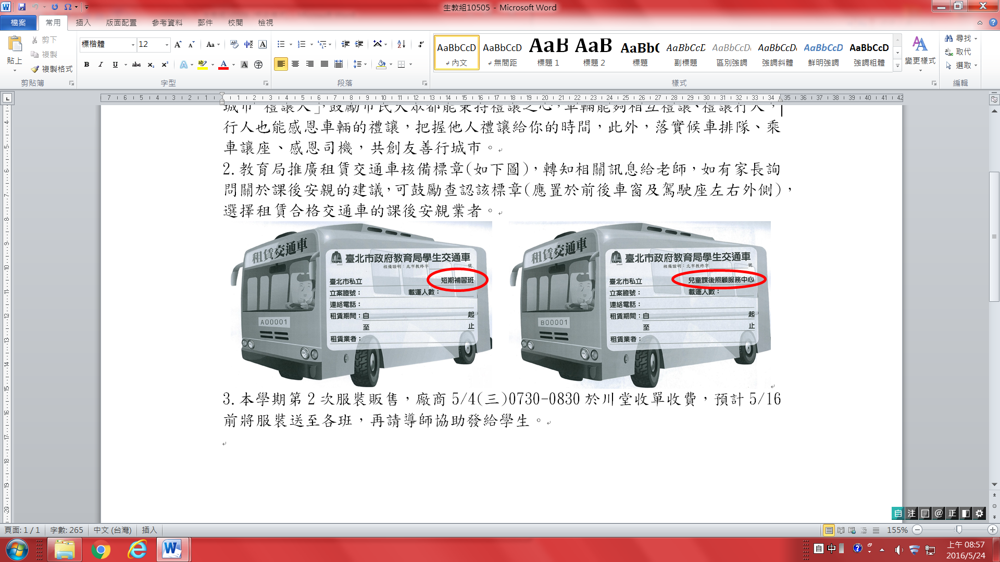 生教組10505 - Microsoft Word
檔案 常用 插入 版面配置 參考資料 郵件 校閱 檢視
貼上 剪下 複製 複製格式
標楷體 12
AaBbCcD AaBbCcD AaB AaB AaBb AaBbCcD AaBbCcD AaBbCcD AaBbCcD AaBbCcD
內文 無間距 標題 1 標題 2 標題 副標題 區別強調 強調斜體 鮮明強調 強調粗體
變更樣式 尋找 取代 選取
剪貼簿 字型 段落 樣式 編輯
城市「禮讓人」,鼓勵市民大眾都能秉持禮讓之心,車輛能夠相互禮讓、禮讓行人，
行人也能感恩車輛的禮讓，把握他人禮讓給你的時間，此外，落實候車排隊、乘
車讓座、感恩司機，共創友善行城市。
2.教育局推廣租賃交通車核備標章(如下圖)，轉知相關訊息給老師，如有家長詢
問關於課後安親的建議，可鼓勵查認該標章(應置於前後車窗及駕駛座左右外側)，
選擇租賃合格交通車的課後安親業者。
租賃交通車
臺北市政府教育局學生交通車
核備證明：北市教終字 號
臺北市私立 短期補習班
立案證號： 載運人數：
連絡電話：
租賃期間：自 起
至 止
租賃業者：
A00001
租賃交通車
臺北市政府教育局學生交通車
核備證明：北市教終字 號
臺北市私立 兒童課後照顧服務中心
立案證號： 載運人數：
連絡電話：
租賃期間：自 起
至 止
租賃業者：
B00001
3.本學期第 2 次服裝販售，廠商 5/4(三)0730-0830 於川堂收單收費，預計 5/16
前將服裝送至各班，再請導師協助發給學生。
自 注 @ 正
頁面: 1 / 1 字數: 265 中文 (台灣) 插入 155%
自 中
上午 08:57
2016/5/24